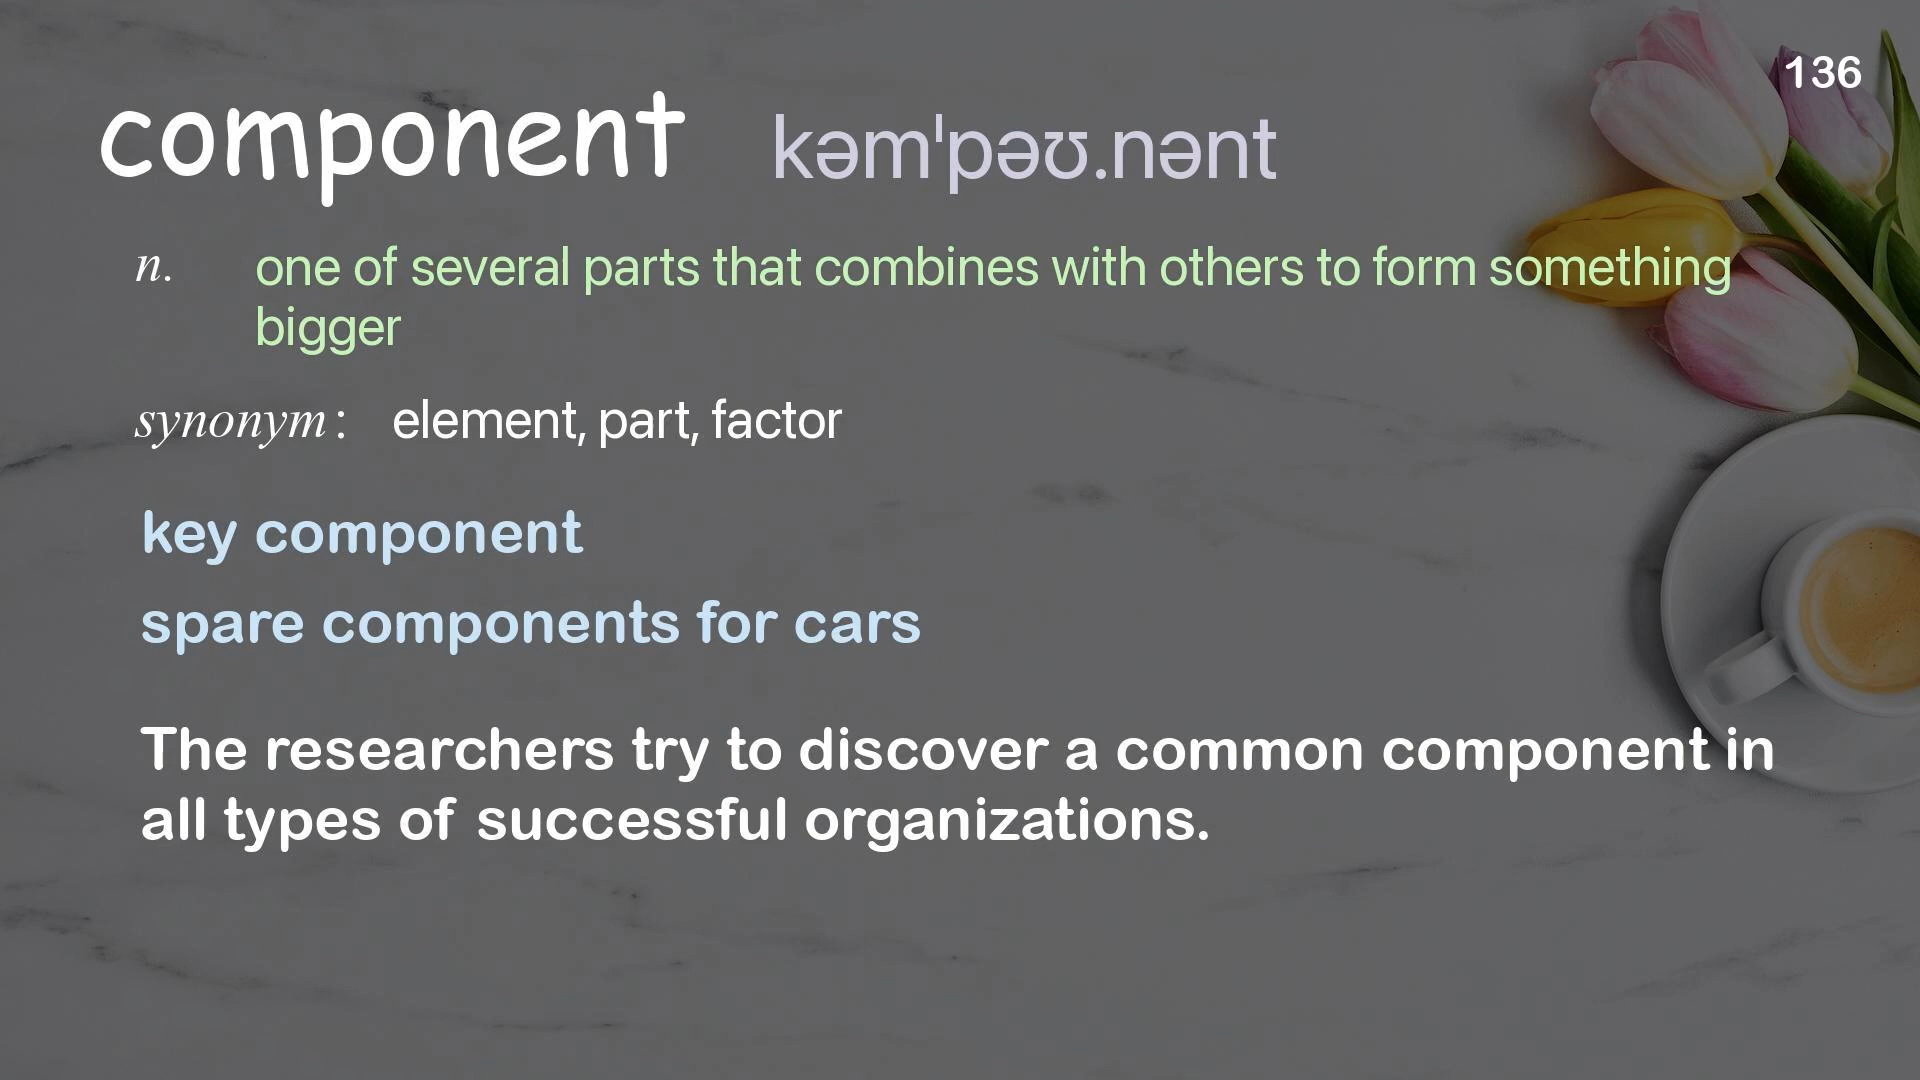 136
component kəmˈpəʊ.nənt
n. one of several parts that combines with others to form something
bigger
synonym: element, part, factor
key component
spare components for cars
The researchers try to discover a common component in
all types of successful organizations.